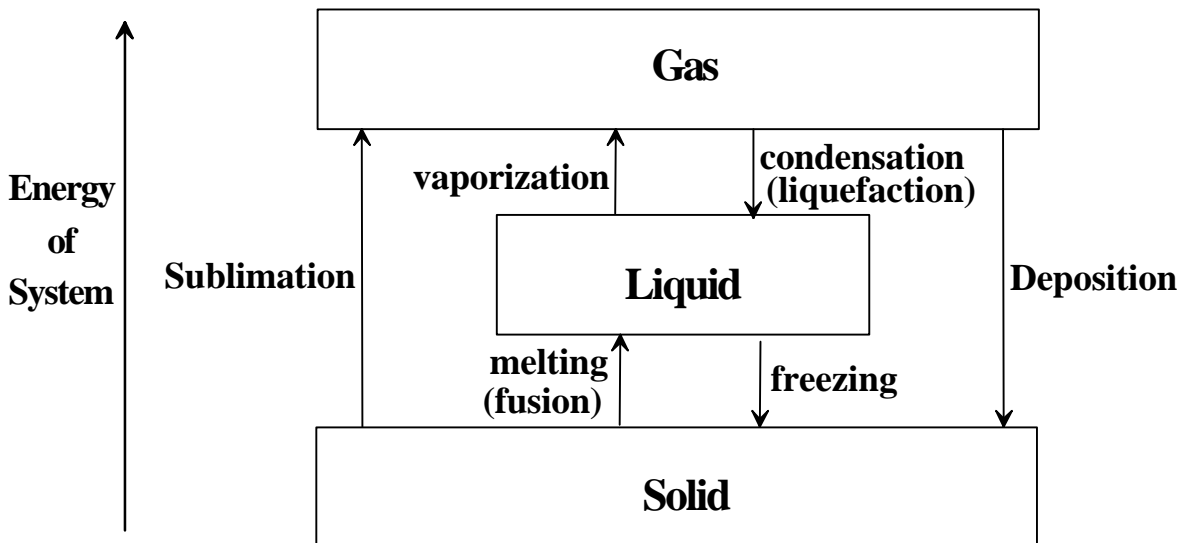 Gas
vaporization
condensation
(liquefaction)
Energy
of
System
Sublimation
Liquid
Deposition
melting
(fusion)
freezing
Solid